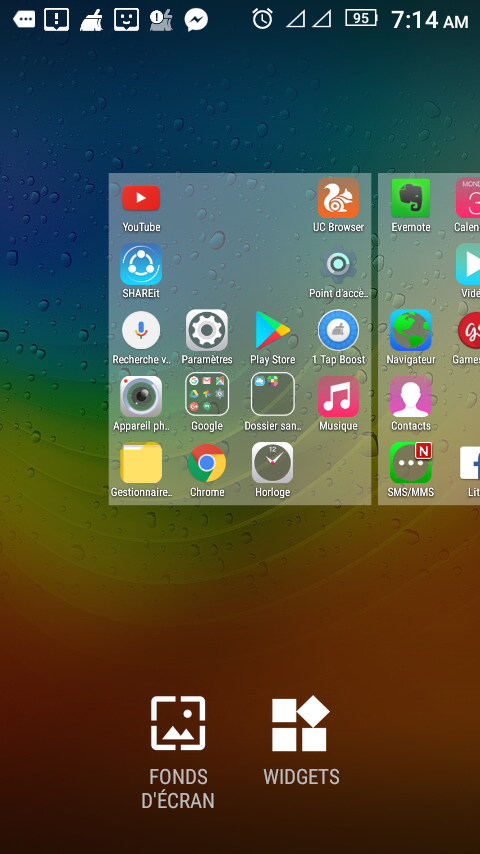 95 7:14 AM
YouTube UC Browser Evernote Calen
SHAREit Point d'accè.. Vidé
Recherche v.. Paramètres Play Store 1 Tap Boost Navigateur Games
Appareil ph.. Google Dossier san.. Musique Contacts
12
N
Gestionnaire.. Chrome Horloge SMS/MMS Lit
FONDS
D'ÉCRAN
WIDGETS